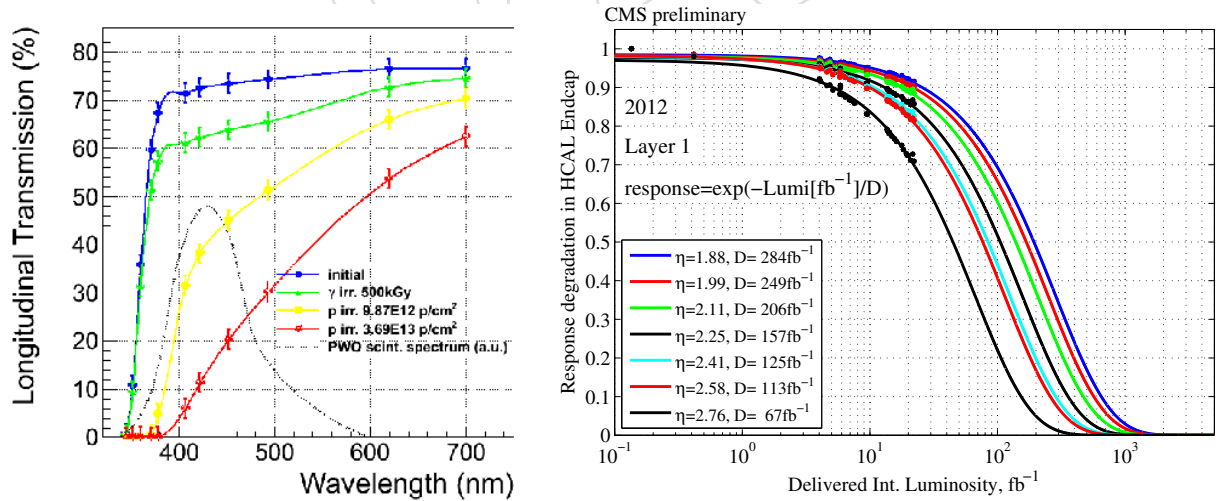 Longitudinal Transmission (%)
80
70
60
50
40
30
20
10
0
initial
γ irr. 500kGy
p irr. 9.87E12 p/cm²
p irr. 3.69E13 p/cm²
PWO scint. spectrum (a.u.)
400 500 600 700
Wavelength (nm)
CMS preliminary
Response degradation in HCAL Endcap
1
0.9
0.8
0.7
0.6
0.5
0.4
0.3
0.2
0.1
0
2012
Layer 1
response=exp(−Lumi[fb⁻¹]/D)
η=1.88, D= 284fb⁻¹
η=1.99, D= 249fb⁻¹
η=2.11, D= 206fb⁻¹
η=2.25, D= 157fb⁻¹
η=2.41, D= 125fb⁻¹
η=2.58, D= 113fb⁻¹
η=2.76, D= 67fb⁻¹
10⁻¹ 10⁰ 10¹ 10² 10³
Delivered Int. Luminosity, fb⁻¹